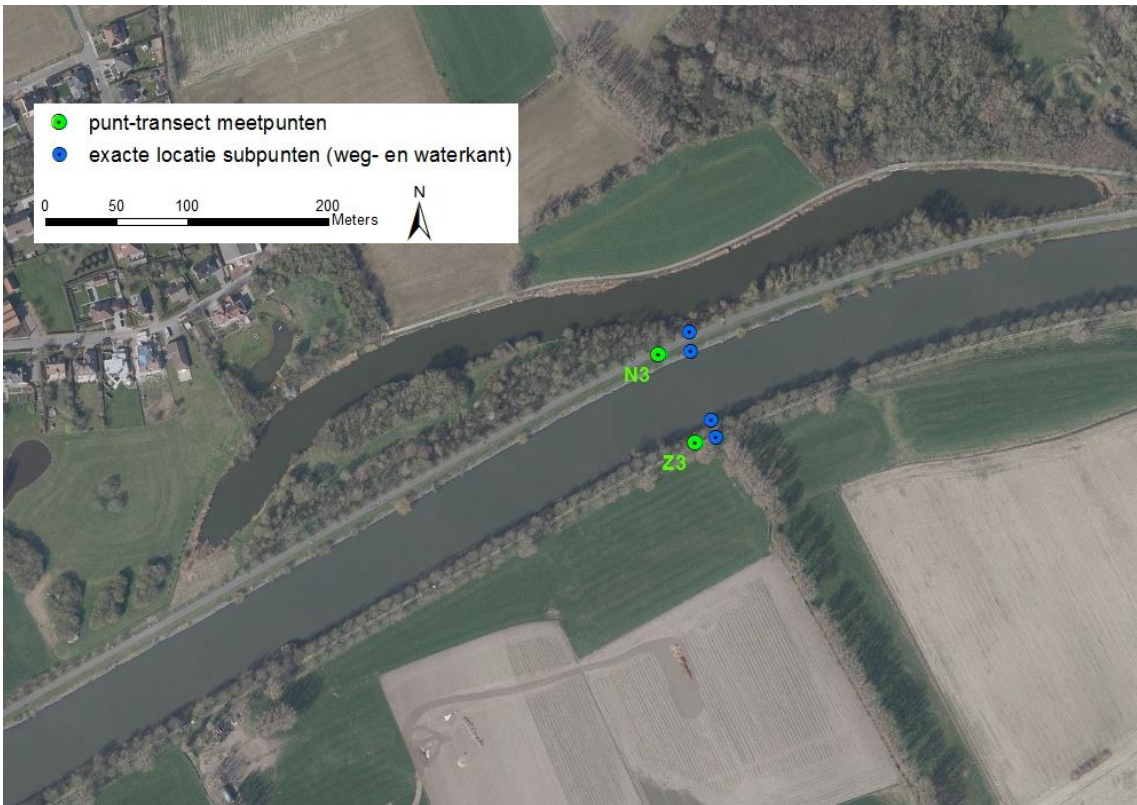 punt-transect meetpunten
exacte locatie subpunten (weg- en waterkant)
0 50 100 200
Meters
N
N3
Z3